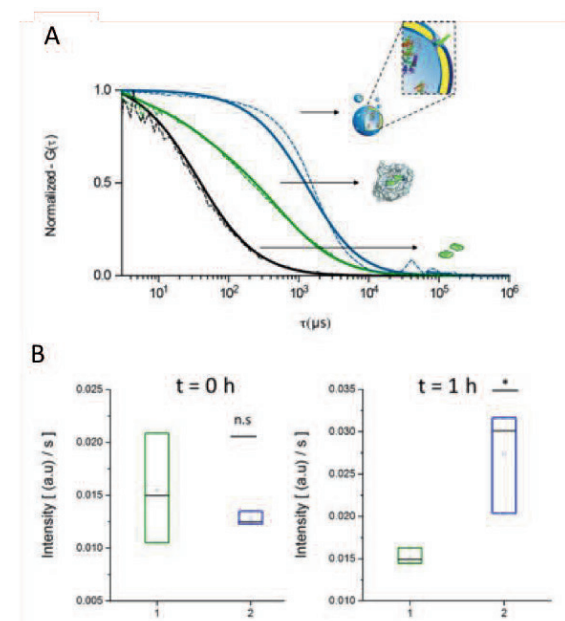 A
Normalized - G(τ)
1.0
0.5
0.0
10¹ 10² 10³ 10⁴ 10⁵ 10⁶
τ(µs)
B
t = 0 h
n.s
Intensity [ (a.u) / s ]
0.025
0.020
0.015
0.010
0.005
1 2
t = 1 h
*
Intensity [ (a.u) / s ]
0.035
0.030
0.025
0.020
0.015
0.010
1 2